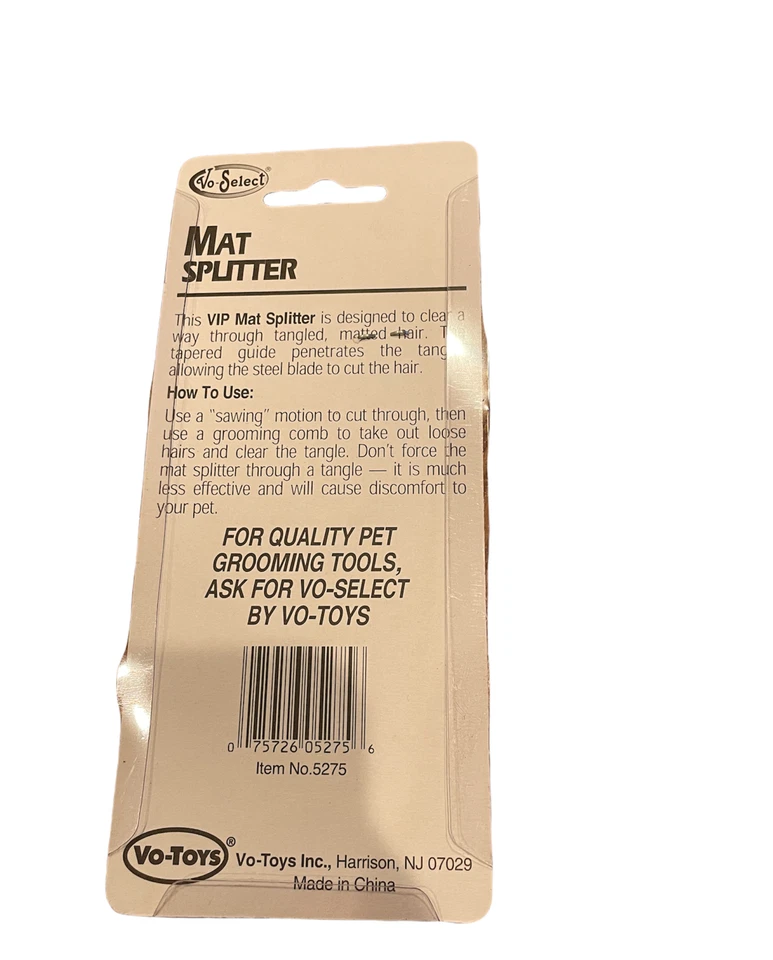 Vo-Select®
MAT
SPLITTER
This VIP Mat Splitter is designed to clear a
way through tangled, matted hair. T
tapered guide penetrates the tang
allowing the steel blade to cut the hair.
How To Use:
Use a "sawing" motion to cut through, then
use a grooming comb to take out loose
hairs and clear the tangle. Don't force the
mat splitter through a tangle — it is much
less effective and will cause discomfort to
your pet.
FOR QUALITY PET
GROOMING TOOLS,
ASK FOR VO-SELECT
BY VO-TOYS
0 75726 05275 6
Item No.5275
VO-TOYS® Vo-Toys Inc., Harrison, NJ 07029
Made in China